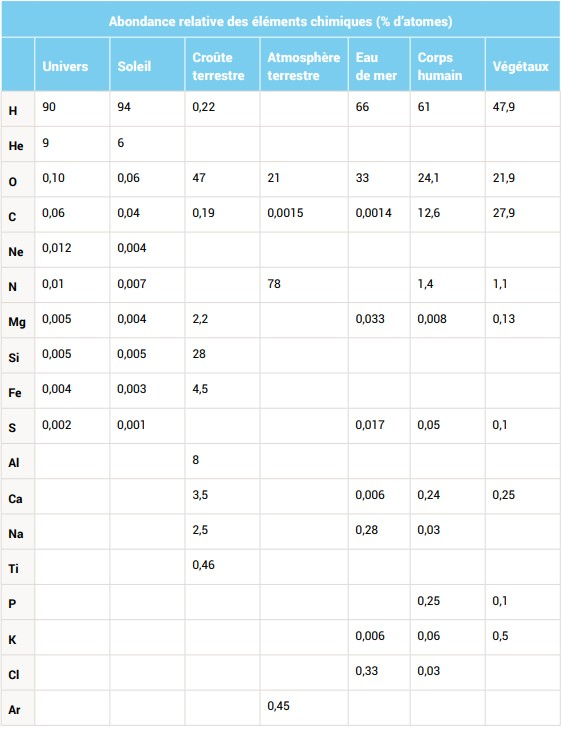 Abondance relative des éléments chimiques (% d’atomes)
Univers Soleil Croûte terrestre Atmosphère terrestre Eau de mer Corps humain Végétaux
H 90 94 0,22 66 61 47,9
He 9 6
O 0,10 0,06 47 21 33 24,1 21,9
C 0,06 0,04 0,19 0,0015 0,0014 12,6 27,9
Ne 0,012 0,004
N 0,01 0,007 78 1,4 1,1
Mg 0,005 0,004 2,2 0,033 0,008 0,13
Si 0,005 0,005 28
Fe 0,004 0,003 4,5
S 0,002 0,001 0,017 0,05 0,1
Al 8
Ca 3,5 0,006 0,24 0,25
Na 2,5 0,28 0,03
Ti 0,46
P 0,25 0,1
K 0,006 0,06 0,5
Cl 0,33 0,03
Ar 0,45